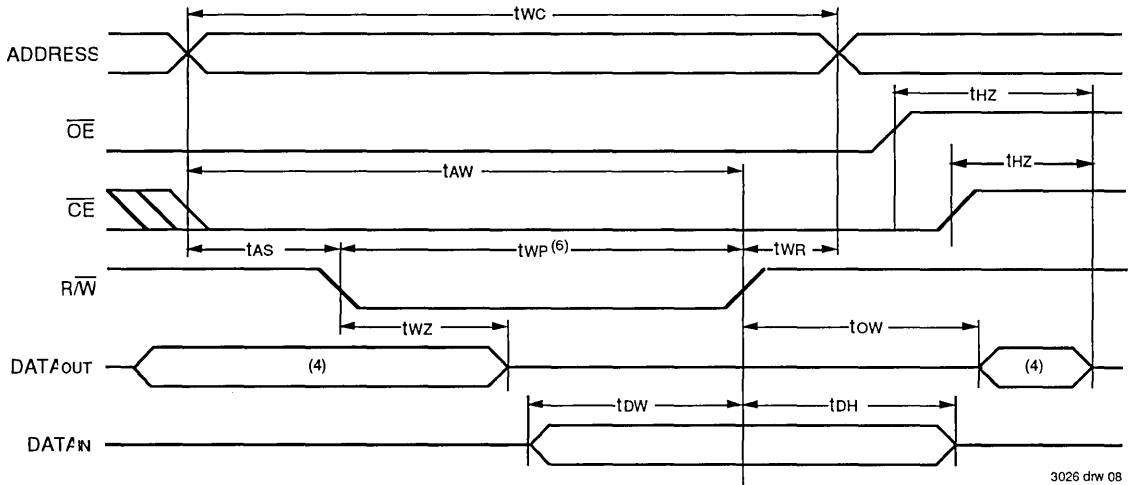 tWC
ADDRESS
tHZ
OE
tAW
tHZ
CE
tAS
tWP (6)
tWR
R/W
tWZ
tOW
DATAOUT
(4)
(4)
tDW
tDH
DATAIN
3026 drw 08